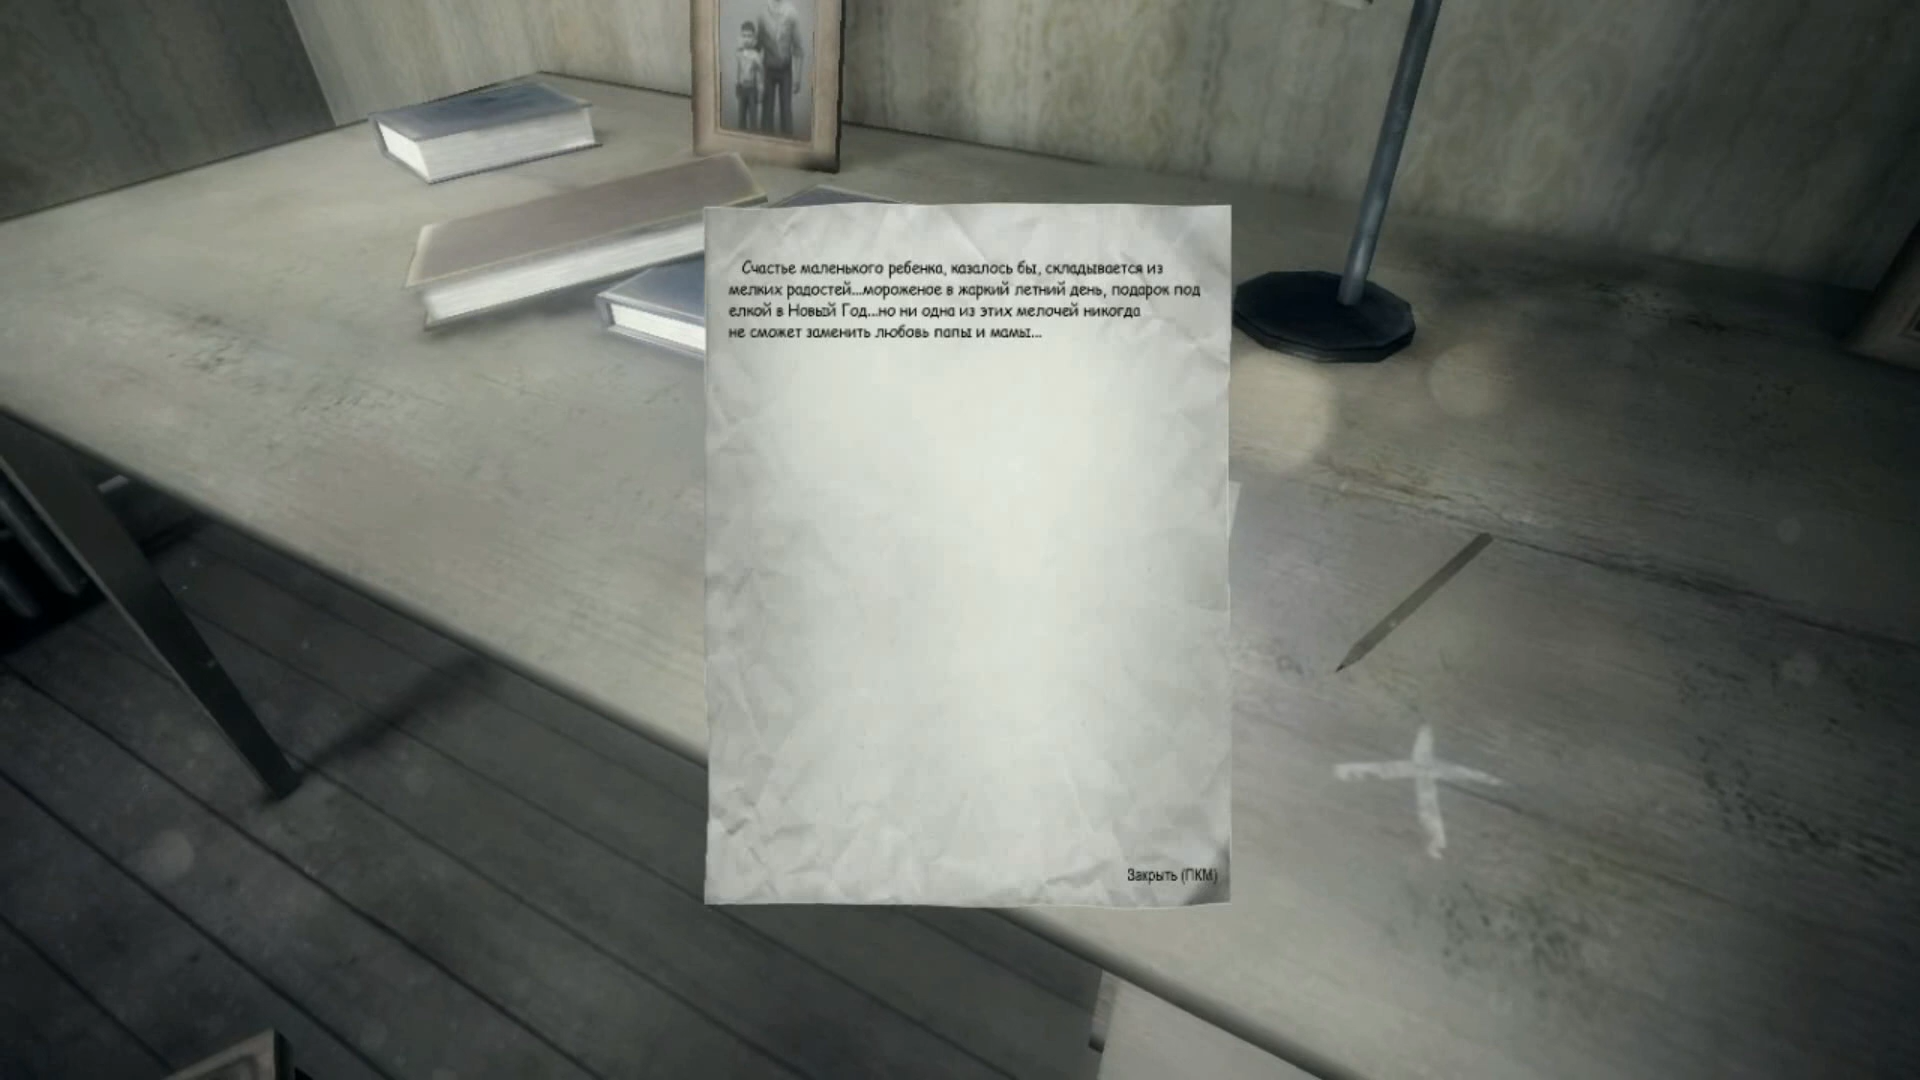 Счастье маленького ребенка, казалось бы, складывается из
мелких радостей...мороженое в жаркий летний день, подарок под
елкой в Новый Год...но ни одна из этих мелочей никогда
не сможет заменить любовь папы и мамы...
Закрыть (ПКМ)